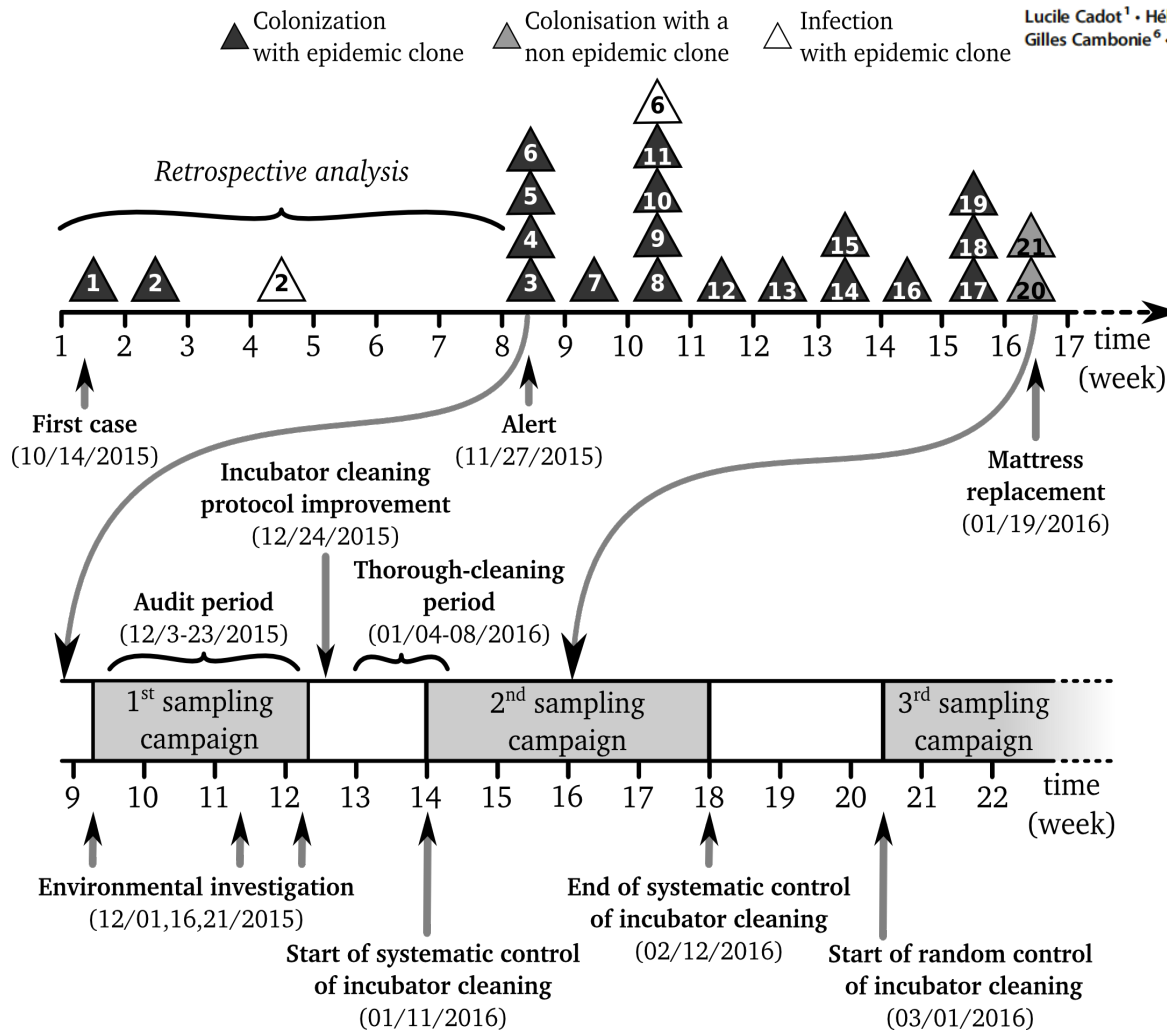 Colonization
with epidemic clone
Colonisation with a
non epidemic clone
Infection
with epidemic clone
Lucile Cadot¹ · Hé
Gilles Cambonie⁶ ·
Retrospective analysis
6
6
11
5
10
19
4
9
15
18
21
1
2
2
3
7
8
12
13
14
16
17
20
1 2 3 4 5 6 7 8 9 10 11 12 13 14 15 16 17 time
(week)
First case
(10/14/2015)
Alert
(11/27/2015)
Mattress
replacement
(01/19/2016)
Incubator cleaning
protocol improvement
(12/24/2015)
Audit period
(12/3-23/2015)
Thorough-cleaning
period
(01/04-08/2016)
1st sampling
campaign
2nd sampling
campaign
3rd sampling
campaign
9 10 11 12 13 14 15 16 17 18 19 20 21 22 time
(week)
Environmental investigation
(12/01,16,21/2015)
Start of systematic control
of incubator cleaning
(01/11/2016)
End of systematic control
of incubator cleaning
(02/12/2016)
Start of random control
of incubator cleaning
(03/01/2016)